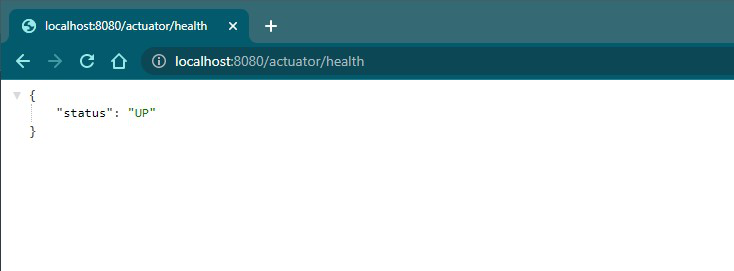 localhost:8080/actuator/health
localhost:8080/actuator/health
{
"status": "UP"
}